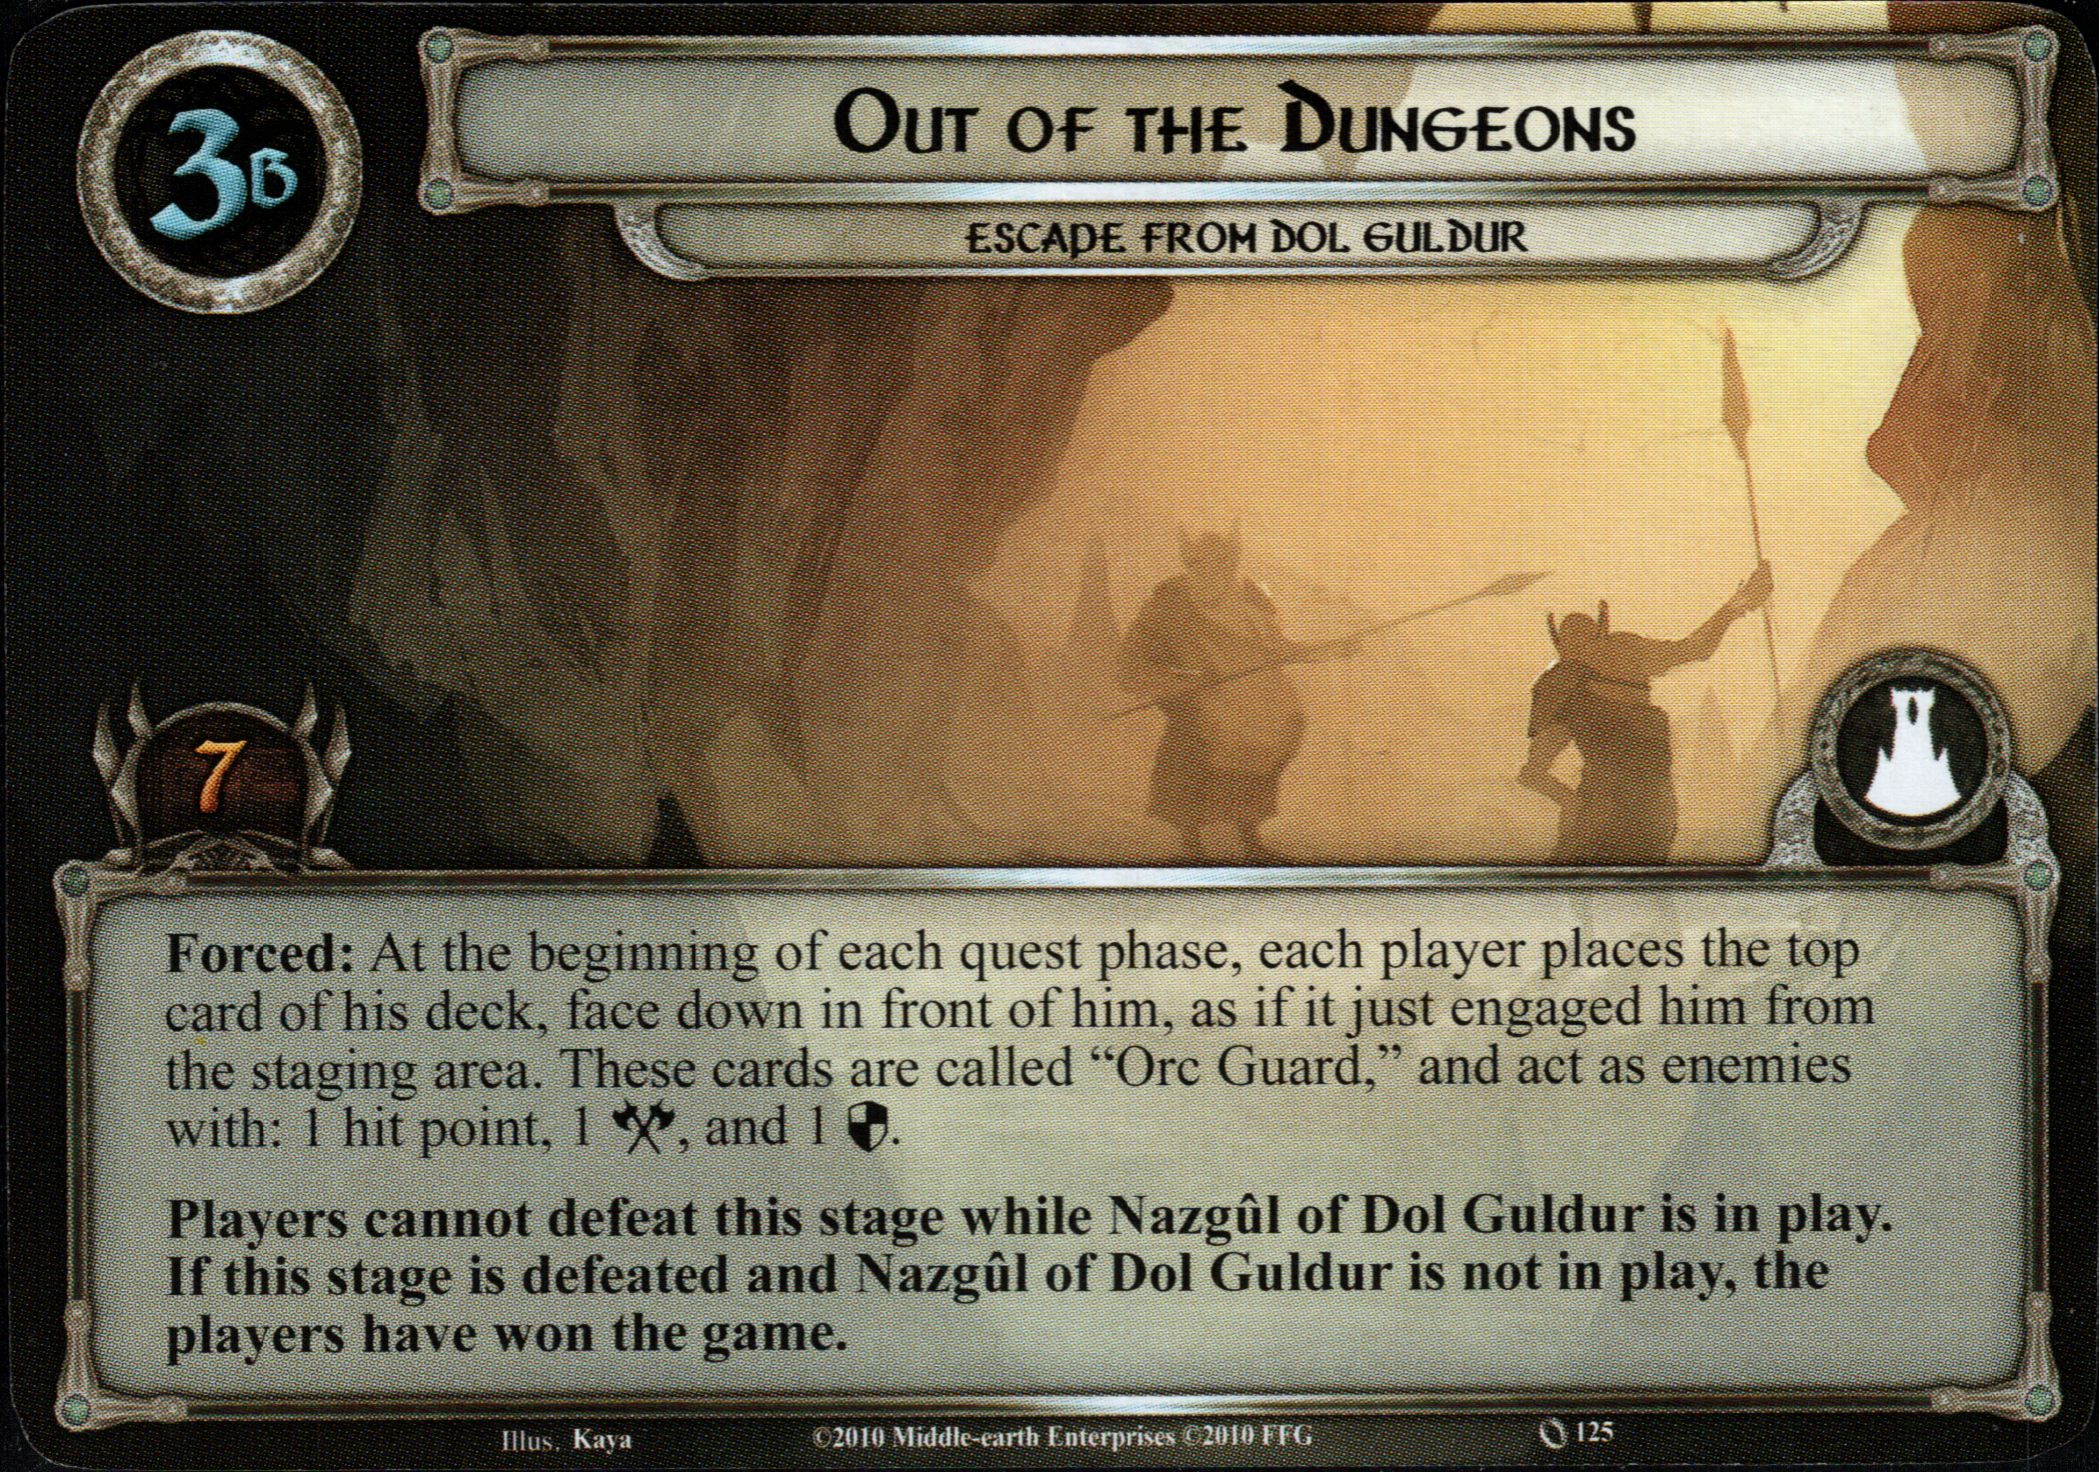 3B
OUT OF THE DUNGEONS
ESCAPE FROM DOL GULDUR
7
Forced: At the beginning of each quest phase, each player places the top
card of his deck, face down in front of him, as if it just engaged him from
the staging area. These cards are called “Orc Guard,” and act as enemies
with: 1 hit point, 1 , and 1 .
Players cannot defeat this stage while Nazgûl of Dol Guldur is in play.
If this stage is defeated and Nazgûl of Dol Guldur is not in play, the
players have won the game.
Illus. Kaya ©2010 Middle-earth Enterprises ©2010 FFG 125